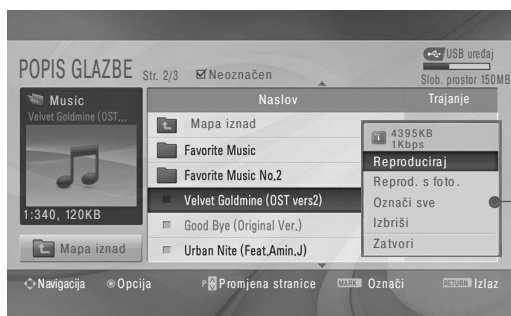 USB uređaj
POPIS GLAZBE Str. 2/3 Neoznačen
Slob. prostor 150MB
Music
Velvet Goldmine (OST...
1:340, 120KB
Mapa iznad
Naslov Trajanje
Mapa iznad
Favorite Music
Favorite Music No.2
Velvet Goldmine (OST vers2)
Good Bye (Original Ver.)
Urban Nite (Feat.Amin.J)
4395KB
1Kbps
Reproduciraj
Reprod. s foto.
Označi sve
Izbriši
Zatvori
Navigacija Opcija P Promjena stranice MARK Označi RETURN Izlaz